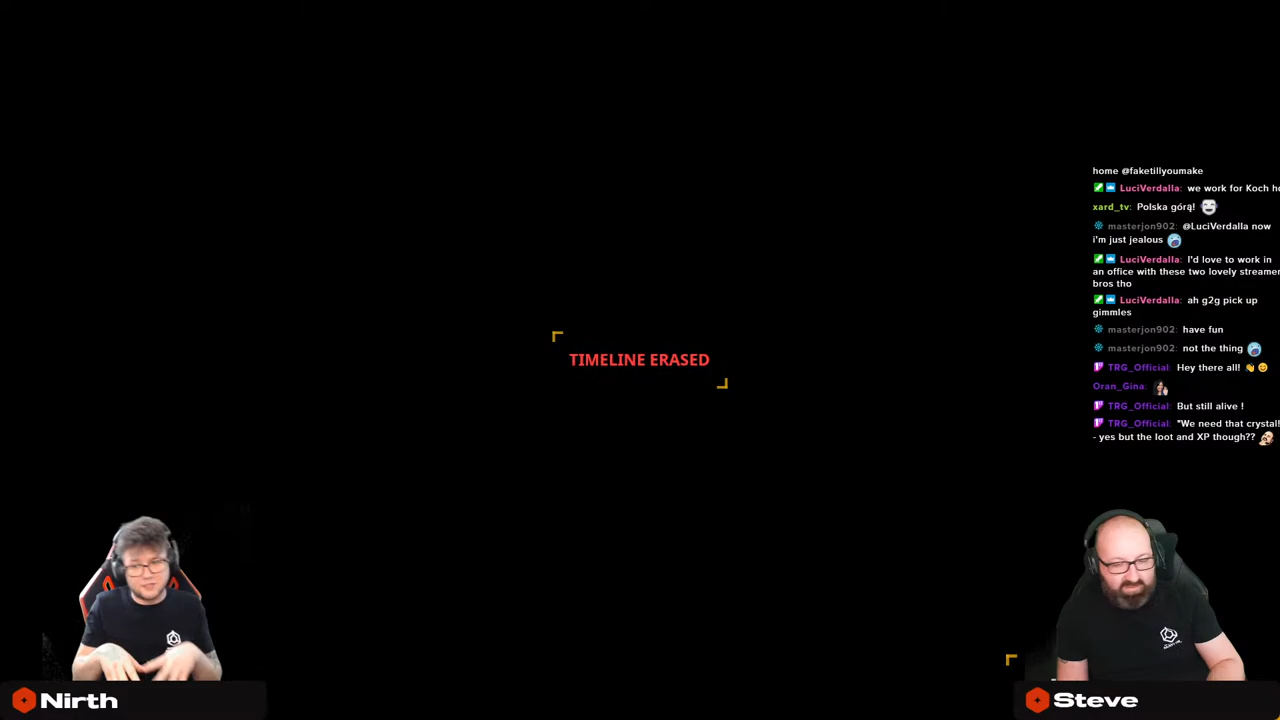 home @faketillyoumake
LuciVerdalla: we work for Koch
xard_tv: Polska górą!
masterjon902: @LuciVerdalla now
i'm just jealous
LuciVerdalla: I'd love to work in
an office with these two lovely streamer
bros tho
LuciVerdalla: ah g2g pick up
gimmles
masterjon902: have fun
masterjon902: not the thing
TRG_Official: Hey there all!
Oran_Gina:
TRG_Official: But still alive !
TRG_Official: "We need that crystal!
- yes but the loot and XP though??
TIMELINE ERASED
Nirth
Steve